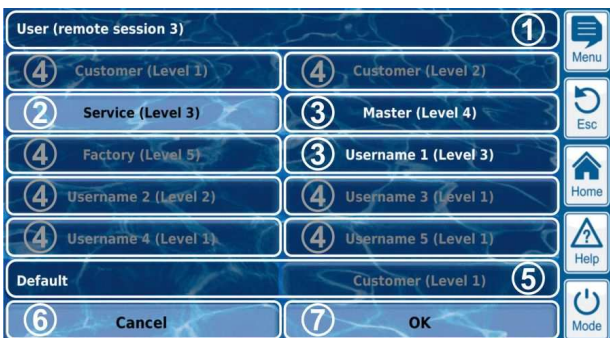 User (remote session 3) 1
Menu
4 Customer (Level 1) 4 Customer (Level 2)
2 Service (Level 3) 3 Master (Level 4)
Esc
4 Factory (Level 5) 3 Username 1 (Level 3)
Home
4 Username 2 (Level 2) 4 Username 3 (Level 1)
4 Username 4 (Level 1) 4 Username 5 (Level 1)
? Help
Default Customer (Level 1) 5
6 Cancel 7 OK
Mode